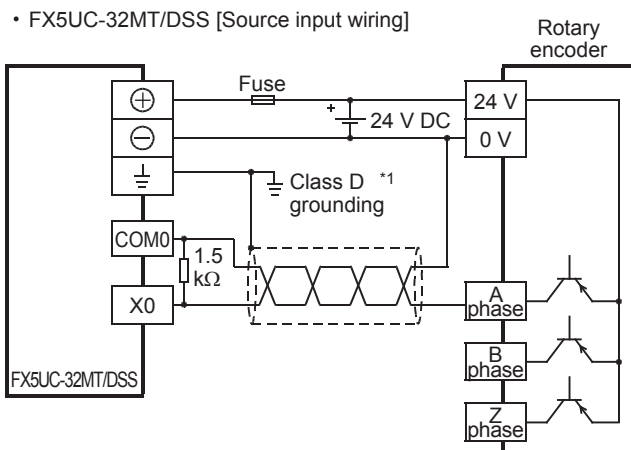 • FX5UC-32MT/DSS [Source input wiring]
Rotary
encoder
Fuse
24 V
+
24 V DC
0 V
Class D *1
grounding
COM0
1.5
kΩ
X0
A
phase
B
phase
Z
phase
FX5UC-32MT/DSS